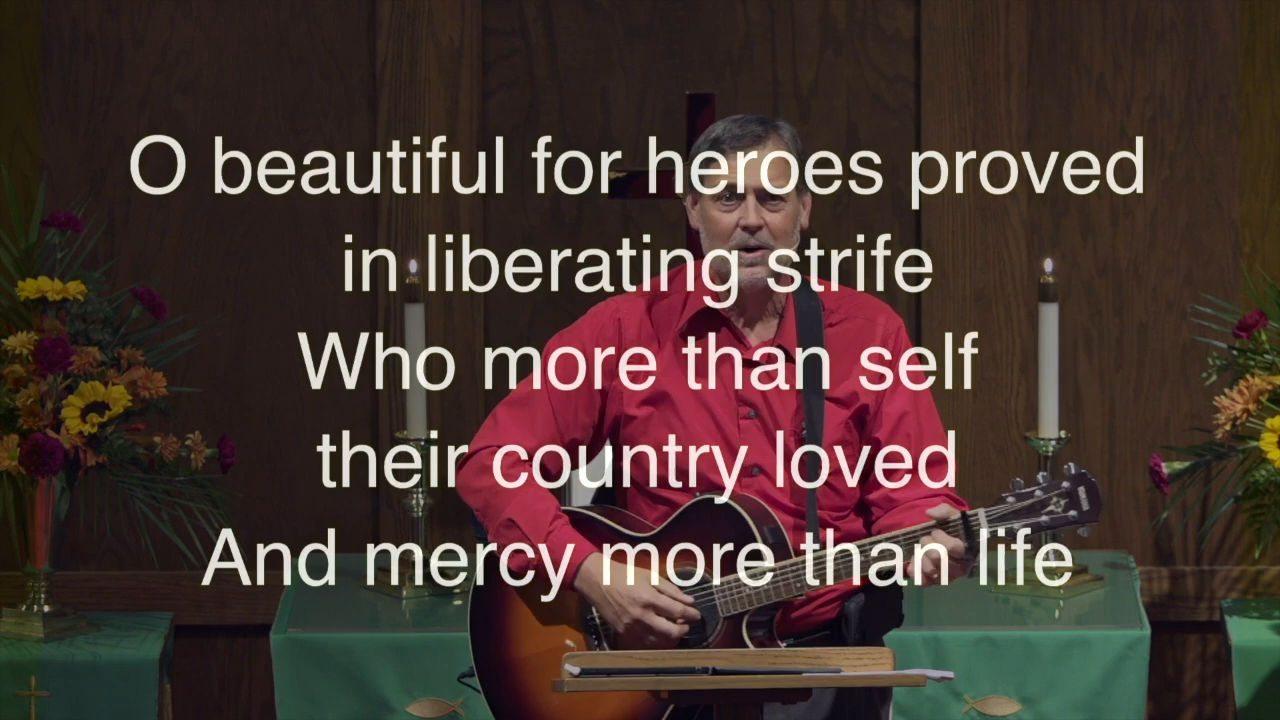 O beautiful for heroes proved
in liberating strife
Who more than self
their country loved
And mercy more than life